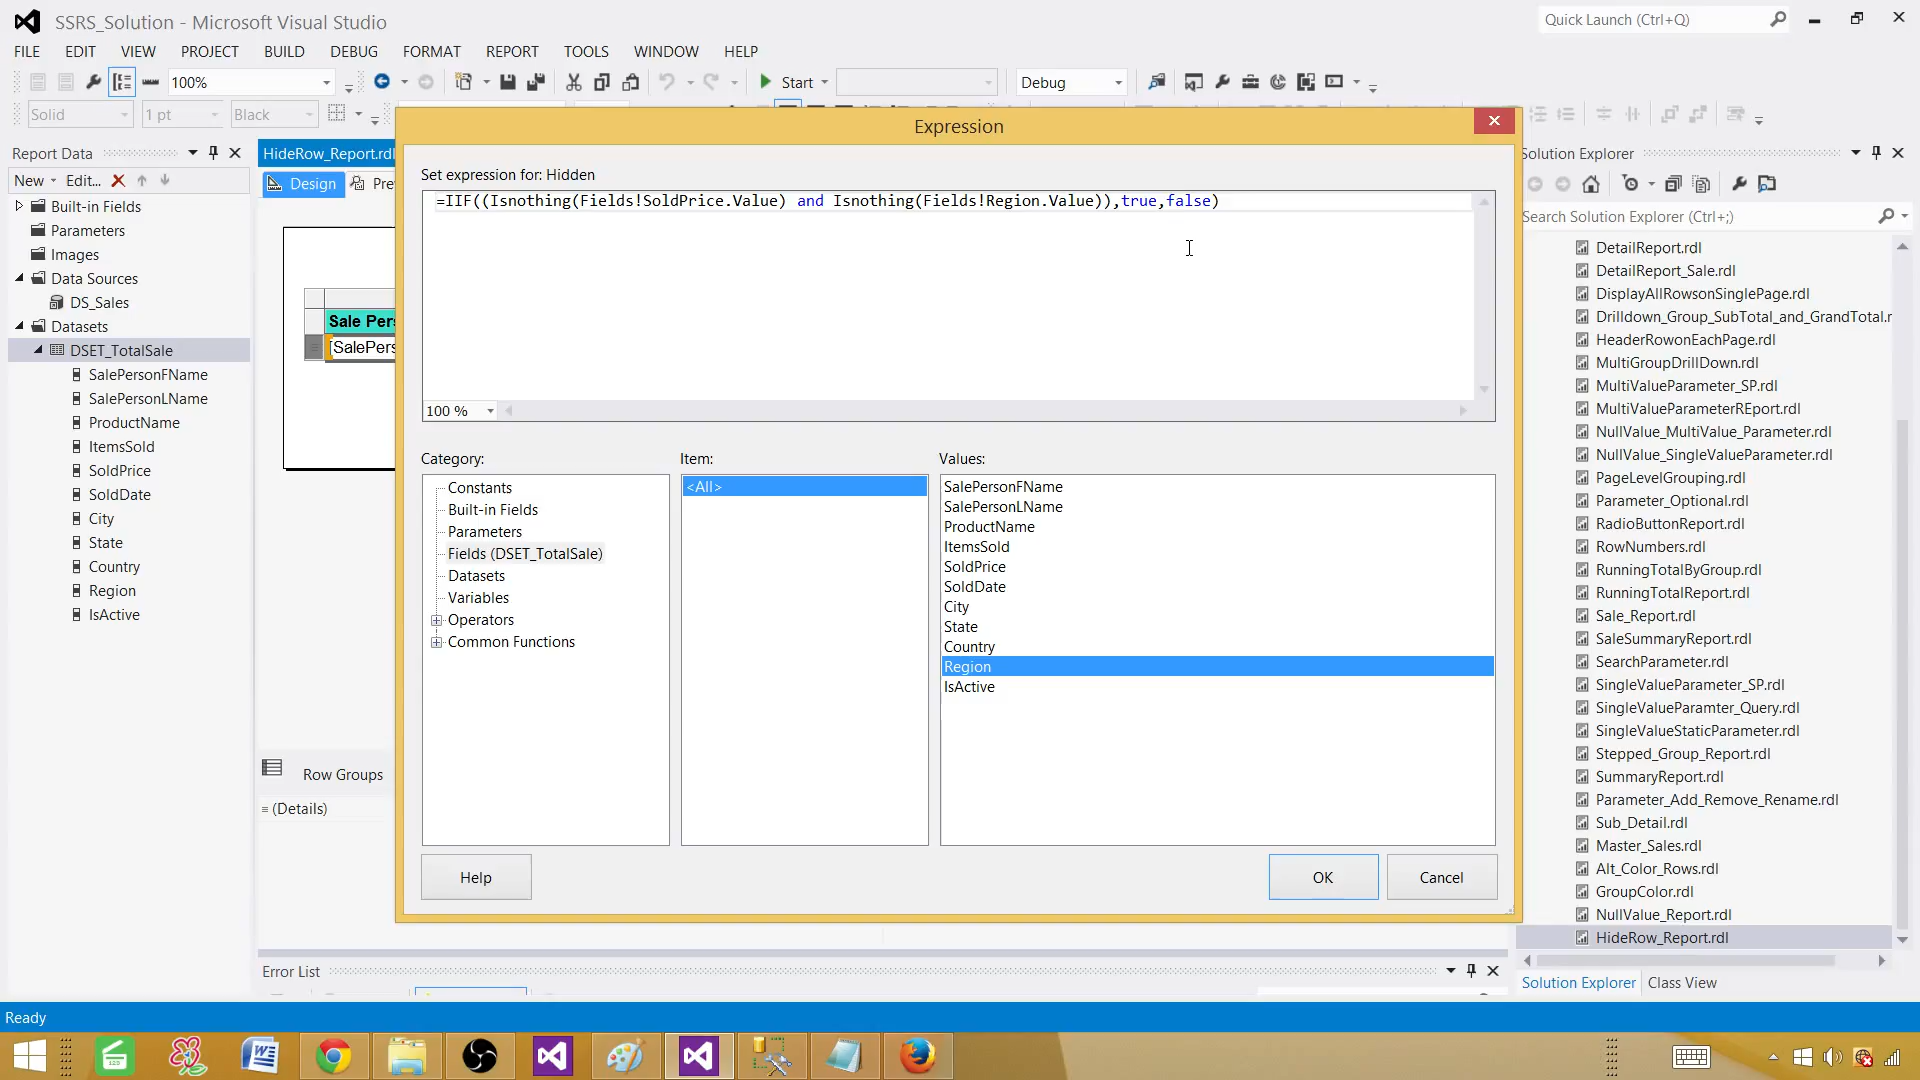 SSRS_Solution - Microsoft Visual Studio
Quick Launch (Ctrl+Q)
FILE EDIT VIEW PROJECT BUILD DEBUG FORMAT REPORT TOOLS WINDOW HELP
100%
Start
Debug
Solid
1 pt
Black
Report Data
New Edit...
Built-in Fields
Parameters
Images
Data Sources
DS_Sales
Datasets
DSET_TotalSale
SalePersonFName
SalePersonLName
ProductName
ItemsSold
SoldPrice
SoldDate
City
State
Country
Region
IsActive
HideRow_Report.rdl
Design
Pre
Sale Pers
[SalePers
Row Groups
(Details)
Expression
Set expression for: Hidden
=IIF((Isnothing(Fields!SoldPrice.Value) and Isnothing(Fields!Region.Value)),true,false)
100 %
Category:
Constants
Built-in Fields
Parameters
Fields (DSET_TotalSale)
Datasets
Variables
Operators
Common Functions
Item:
<All>
Values:
SalePersonFName
SalePersonLName
ProductName
ItemsSold
SoldPrice
SoldDate
City
State
Country
Region
IsActive
Help
OK
Cancel
Error List
Solution Explorer
Search Solution Explorer (Ctrl+;)
DetailReport.rdl
DetailReport_Sale.rdl
DisplayAllRowsonSinglePage.rdl
Drilldown_Group_SubTotal_and_GrandTotal.r
HeaderRowonEachPage.rdl
MultiGroupDrillDown.rdl
MultiValueParameter_SP.rdl
MultiValueParameterREport.rdl
NullValue_MultiValue_Parameter.rdl
NullValue_SingleValueParameter.rdl
PageLevelGrouping.rdl
Parameter_Optional.rdl
RadioButtonReport.rdl
RowNumbers.rdl
RunningTotalByGroup.rdl
RunningTotalReport.rdl
Sale_Report.rdl
SaleSummaryReport.rdl
SearchParameter.rdl
SingleValueParameter_SP.rdl
SingleValueParamter_Query.rdl
SingleValueStaticParameter.rdl
Stepped_Group_Report.rdl
SummaryReport.rdl
Parameter_Add_Remove_Rename.rdl
Sub_Detail.rdl
Master_Sales.rdl
Alt_Color_Rows.rdl
GroupColor.rdl
NullValue_Report.rdl
HideRow_Report.rdl
Solution Explorer Class View
Ready